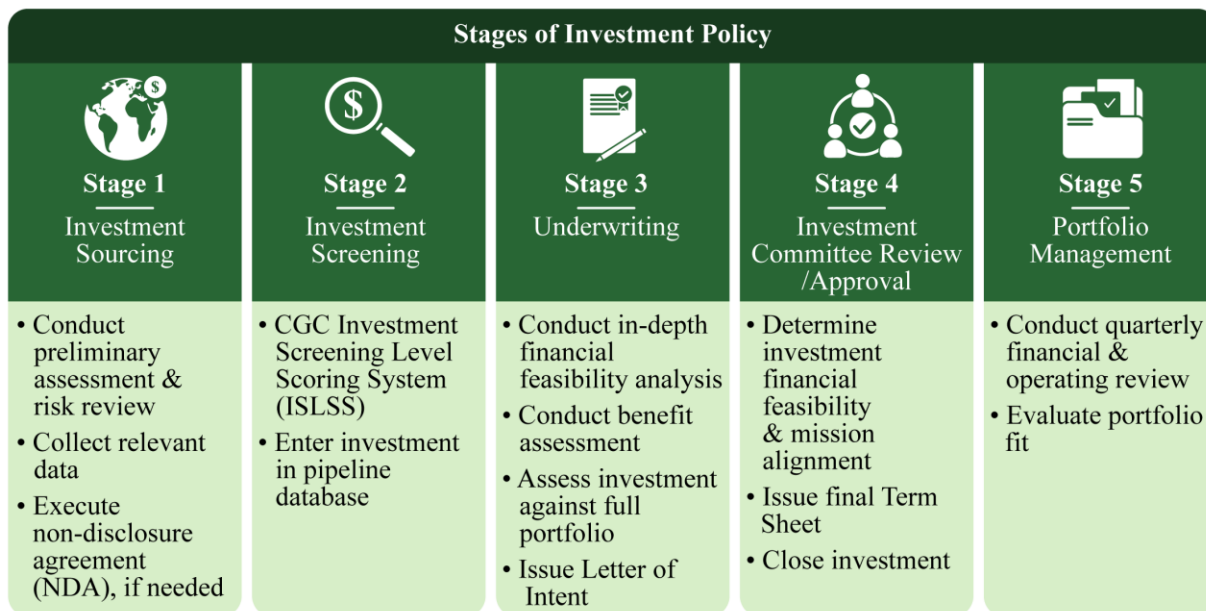 Stages of Investment Policy
$
Stage 1
Investment
Sourcing
• Conduct
preliminary
assessment &
risk review
• Collect relevant
data
• Execute
non-disclosure
agreement
(NDA), if needed
$
Stage 2
Investment
Screening
• CGC Investment
Screening Level
Scoring System
(ISLSS)
• Enter investment
in pipeline
database
Stage 3
Underwriting
• Conduct in-depth
financial
feasibility analysis
• Conduct benefit
assessment
• Assess investment
against full
portfolio
• Issue Letter of
Intent
Stage 4
Investment
Committee Review
/Approval
• Determine
investment
financial
feasibility
& mission
alignment
• Issue final Term
Sheet
• Close investment
Stage 5
Portfolio
Management
• Conduct quarterly
financial &
operating review
• Evaluate portfolio
fit